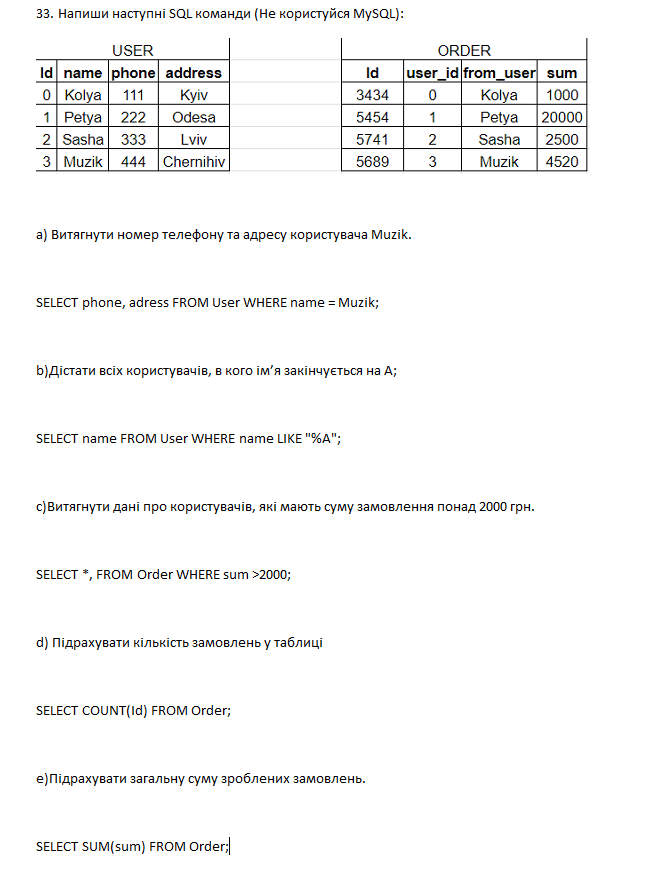 33. Напиши наступні SQL команди (Не користуйся MySQL):
USER ORDER
Id name phone address Id user_id from_user sum
0 Kolya 111 Kyiv 3434 0 Kolya 1000
1 Petya 222 Odesa 5454 1 Petya 20000
2 Sasha 333 Lviv 5741 2 Sasha 2500
3 Muzik 444 Chernihiv 5689 3 Muzik 4520
a) Витягнути номер телефону та адресу користувача Muzik.
SELECT phone, adress FROM User WHERE name = Muzik;
b)Дістати всіх користувачів, в кого ім’я закінчується на А;
SELECT name FROM User WHERE name LIKE "%A";
c)Витягнути дані про користувачів, які мають суму замовлення понад 2000 грн.
SELECT *, FROM Order WHERE sum >2000;
d) Підрахувати кількість замовлень у таблиці
SELECT COUNT(Id) FROM Order;
e)Підрахувати загальну суму зроблених замовлень.
SELECT SUM(sum) FROM Order;